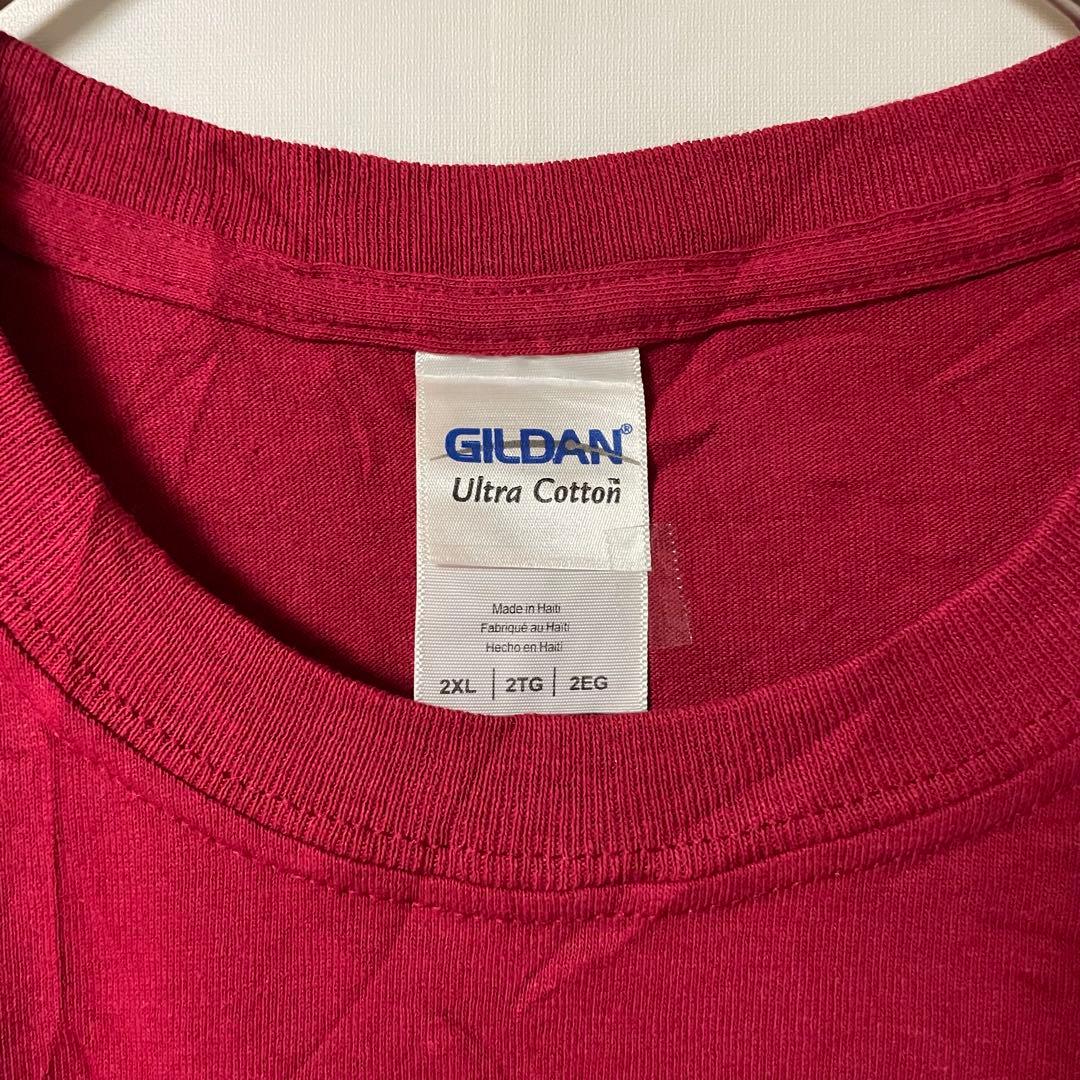 GILDAN®
Ultra Cotton™
Made in Haiti
Fabriqué au Haïti
Hecho en Haití
2XL | 2TG | 2EG